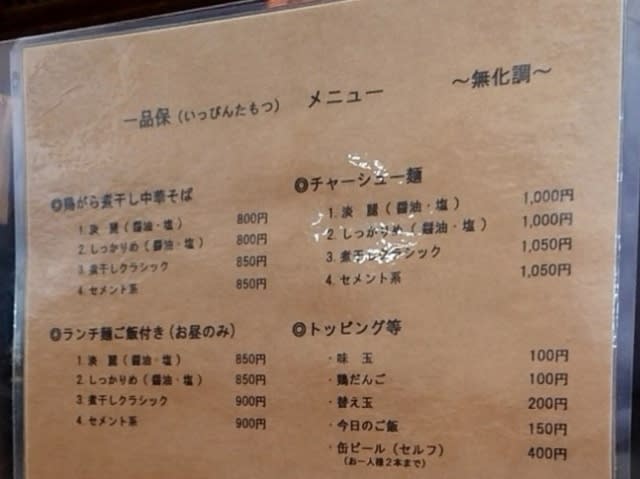 一品保（いっぴんたもつ） メニュー ～無化調～
◎鶏がら煮干し中華そば
1. 淡 麗（醤油・塩） 800円
2. しっかりめ（醤油・塩） 800円
3. 煮干しクラシック 850円
4. セメント系 850円
◎チャーシュー麺
1. 淡 麗（醤油・塩） 1,000円
2. しっかりめ（醤油・塩） 1,000円
3. 煮干しクラシック 1,050円
4. セメント系 1,050円
◎ランチ麺ご飯付き（お昼のみ）
1. 淡 麗（醤油・塩） 850円
2. しっかりめ（醤油・塩） 850円
3. 煮干しクラシック 900円
4. セメント系 900円
◎トッピング等
・味 玉 100円
・鶏だんご 100円
・替え玉 200円
・今日のご飯 150円
・缶ビール（セルフ） 400円
（お一人様2本まで）